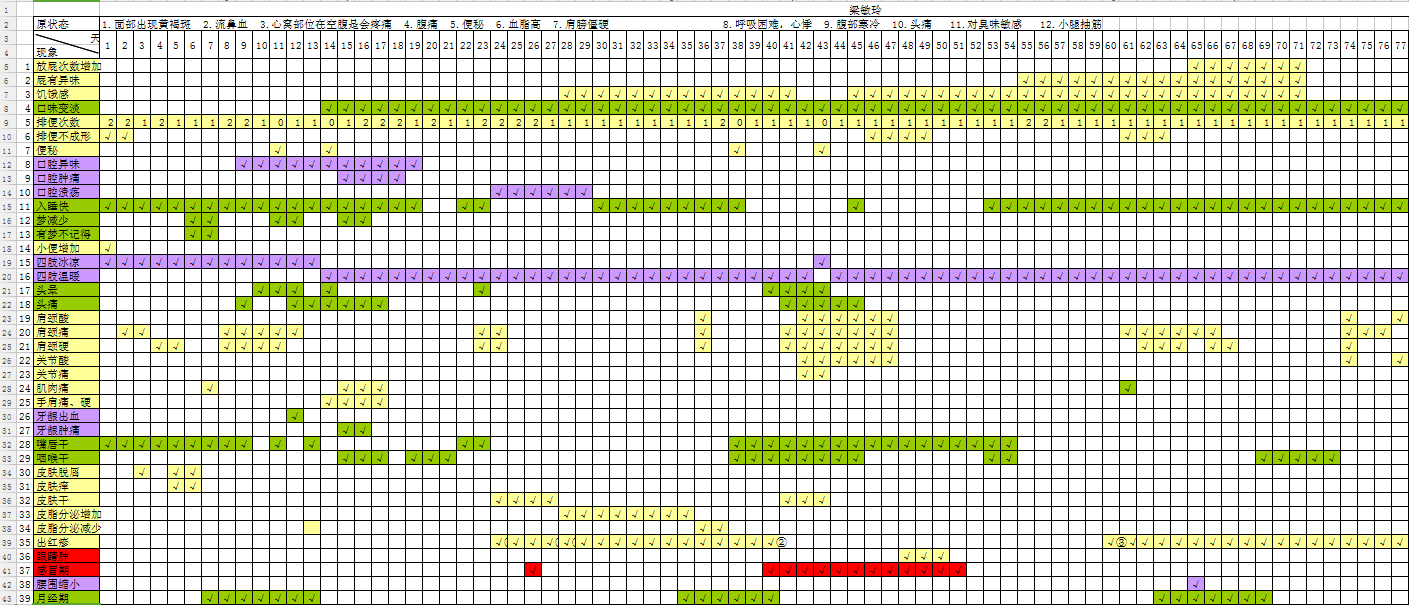 梁敏玲
原状态 1.面部出现黄褐斑 2.流鼻血 3.心窝部位在空腹是会疼痛 4.腹痛 5.便秘 6.血脂高 7.肩膀僵硬 8.呼吸困难，心悸 9.腹部寒冷 10.头痛 11.对臭味敏感 12.小腿抽筋
天
现象 1 2 3 4 5 6 7 8 9 10 11 12 13 14 15 16 17 18 19 20 21 22 23 24 25 26 27 28 29 30 31 32 33 34 35 36 37 38 39 40 41 42 43 44 45 46 47 48 49 50 51 52 53 54 55 56 57 58 59 60 61 62 63 64 65 66 67 68 69 70 71 72 73 74 75 76 77
1 放屁次数增加 √ √ √ √ √ √ √
2 屁有异味 √ √ √ √ √ √ √ √ √ √ √ √ √ √ √ √ √
3 饥饿感 √ √ √ √ √ √ √ √ √ √ √ √ √ √ √ √ √ √ √ √ √ √ √ √ √ √ √ √ √ √ √ √ √ √ √ √ √ √ √ √ √
4 口味变淡 √ √ √ √ √ √ √ √ √ √ √ √ √ √ √ √ √ √ √ √ √ √ √ √ √ √ √ √ √ √ √ √ √ √ √ √ √ √ √ √ √ √ √ √ √ √ √ √ √ √ √ √ √ √ √ √ √ √ √ √ √ √ √ √
5 排便次数 2 2 1 2 1 1 1 2 2 1 0 1 1 0 1 2 2 2 1 2 1 1 1 1 1 1 1 1 1 1 1 1 1 1 1 1 2 0 1 1 1 1 0 1 1 1 1 1 1 1 1 1 1 1 2 2 1 1 1 1 1 1 1 1 1 1 1 1 1 1 1 1 1 1 1 1 1
6 排便不成形 √ √ √ √ √ √ √ √ √
7 便秘 √ √ √ √
8 口腔异味 √ √ √ √ √ √ √ √ √ √ √
9 口腔肿痛 √ √ √ √
10 口腔溃疡 √ √ √ √ √ √
11 入睡快 √ √ √ √ √ √ √ √ √ √ √ √ √ √ √ √ √ √ √ √ √ √ √ √ √ √ √ √ √ √ √ √ √ √ √ √ √ √ √ √ √ √ √ √ √ √ √ √ √ √ √ √ √ √ √ √
12 梦减少 √ √ √ √ √ √
13 有梦不记得 √ √
14 小便增加 √
15 四肢冰凉 √ √ √ √ √ √ √ √ √ √ √ √ √ √
16 四肢温暖 √ √ √ √ √ √ √ √ √ √ √ √ √ √ √ √ √ √ √ √ √ √ √ √ √ √ √ √ √ √ √ √ √ √ √ √ √ √ √ √ √ √ √ √ √ √ √ √ √ √ √ √ √ √ √ √ √ √ √ √ √ √ √
17 头晕 √ √ √ √ √ √ √ √ √
18 头痛 √ √ √ √ √ √ √ √ √ √ √ √
19 肩颈酸 √ √ √ √ √ √ √ √ √
20 肩颈痛 √ √ √ √ √ √ √ √ √ √ √ √ √ √ √ √ √ √ √ √ √ √ √ √ √ √
21 肩颈硬 √ √ √ √ √ √ √ √ √ √ √ √ √ √ √ √ √ √ √ √ √ √
22 关节酸 √ √ √ √ √ √ √ √
23 关节痛 √ √
24 肌肉痛 √ √ √ √ √
25 手肩痛、硬 √ √ √ √
26 牙龈出血 √
27 牙龈肿痛 √ √
28 嘴唇干 √ √ √ √ √ √ √ √ √ √ √ √ √ √ √ √ √ √ √ √ √ √ √ √ √ √ √ √ √ √
29 咽喉干 √ √ √ √ √ √ √ √ √ √ √ √ √ √ √ √ √ √ √ √ √
30 皮肤脱屑 √ √ √
31 皮肤痒 √ √
32 皮肤干 √ √ √ √ √ √ √
33 皮脂分泌增加 √ √ √ √ √ √ √ √
34 皮脂分泌减少 √ √
35 出红疹 √ √ √ √ √ √ √ √ √ √ √ √ √ √ √ √ √ ② √ ③ √ √ √ √ √ √ √ √ √ √ √ √ √ √ √ √ √
36 眼睛肿 √ √ √
37 感冒期 √ √ √ √ √ √ √ √ √ √ √ √ √
38 腰围缩小 √
39 月经期 √ √ √ √ √ √ √ √ √ √ √ √ √ √ √ √ √ √ √ √